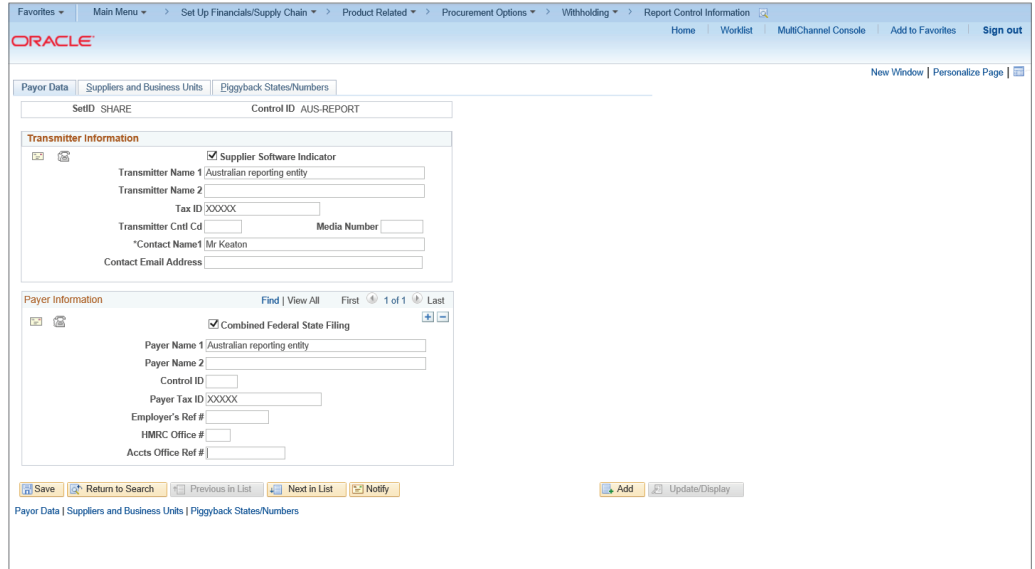 Favorites Main Menu > Set Up Financials/Supply Chain > Product Related > Procurement Options > Withholding > Report Control Information
ORACLE
Home Worklist MultiChannel Console Add to Favorites Sign out
New Window | Personalize Page |
Payor Data Suppliers and Business Units Piggyback States/Numbers
SetID SHARE Control ID AUS-REPORT
Transmitter Information
Supplier Software Indicator
Transmitter Name 1 Australian reporting entity
Transmitter Name 2
Tax ID XXXXX
Transmitter Cntl Cd Media Number
*Contact Name1 Mr Keaton
Contact Email Address
Payer Information Find | View All First 1 of 1 Last
Combined Federal State Filing
Payer Name 1 Australian reporting entity
Payer Name 2
Control ID
Payer Tax ID XXXXX
Employer's Ref #
HMRC Office #
Accts Office Ref #
Save Return to Search Previous in List Next in List Notify Add Update/Display
Payor Data | Suppliers and Business Units | Piggyback States/Numbers